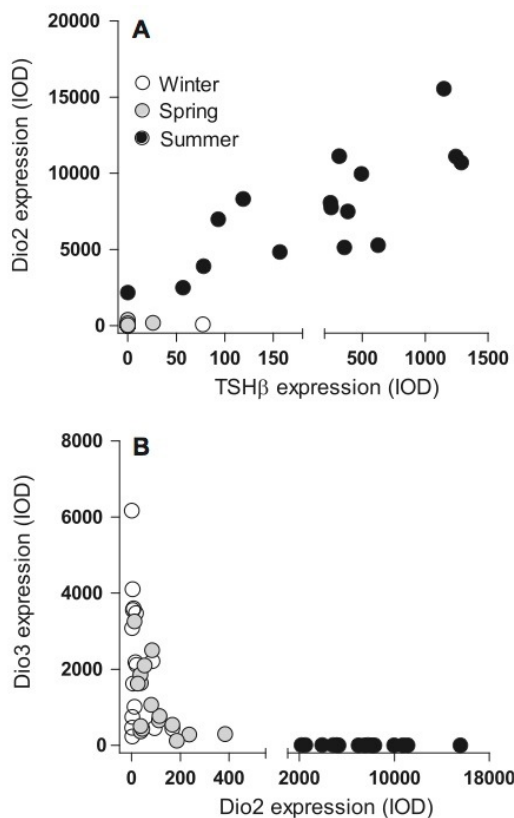 A
Winter
Spring
Summer
20000
15000
10000
5000
0
Dio2 expression (IOD)
0 50 100 150 500 1000 1500
TSHβ expression (IOD)
B
8000
6000
4000
2000
0
Dio3 expression (IOD)
0 200 400 2000 10000 18000
Dio2 expression (IOD)